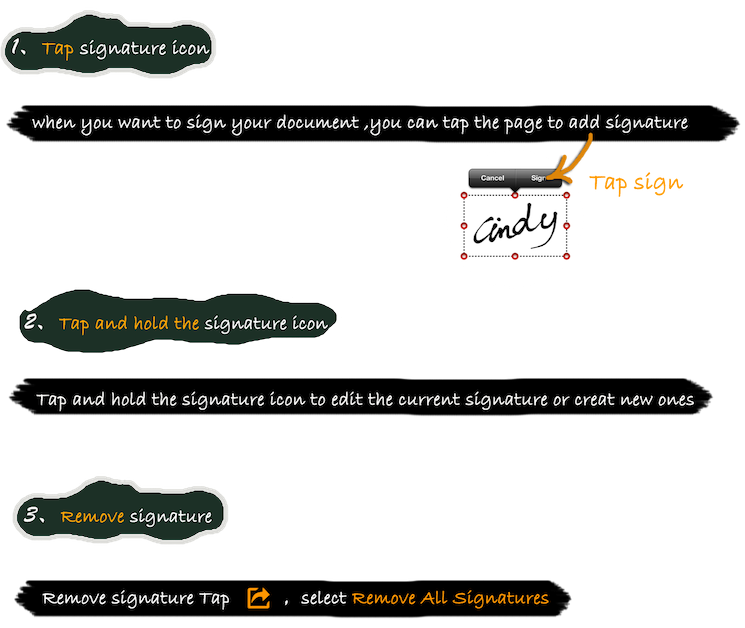 1、Tap signature icon
when you want to sign your document ,you can tap the page to add signature
Cancel Sign
Tap sign
Cindy
2、Tap and hold the signature icon
Tap and hold the signature icon to edit the current signature or creat new ones
3、Remove signature
Remove signature Tap , select Remove All Signatures